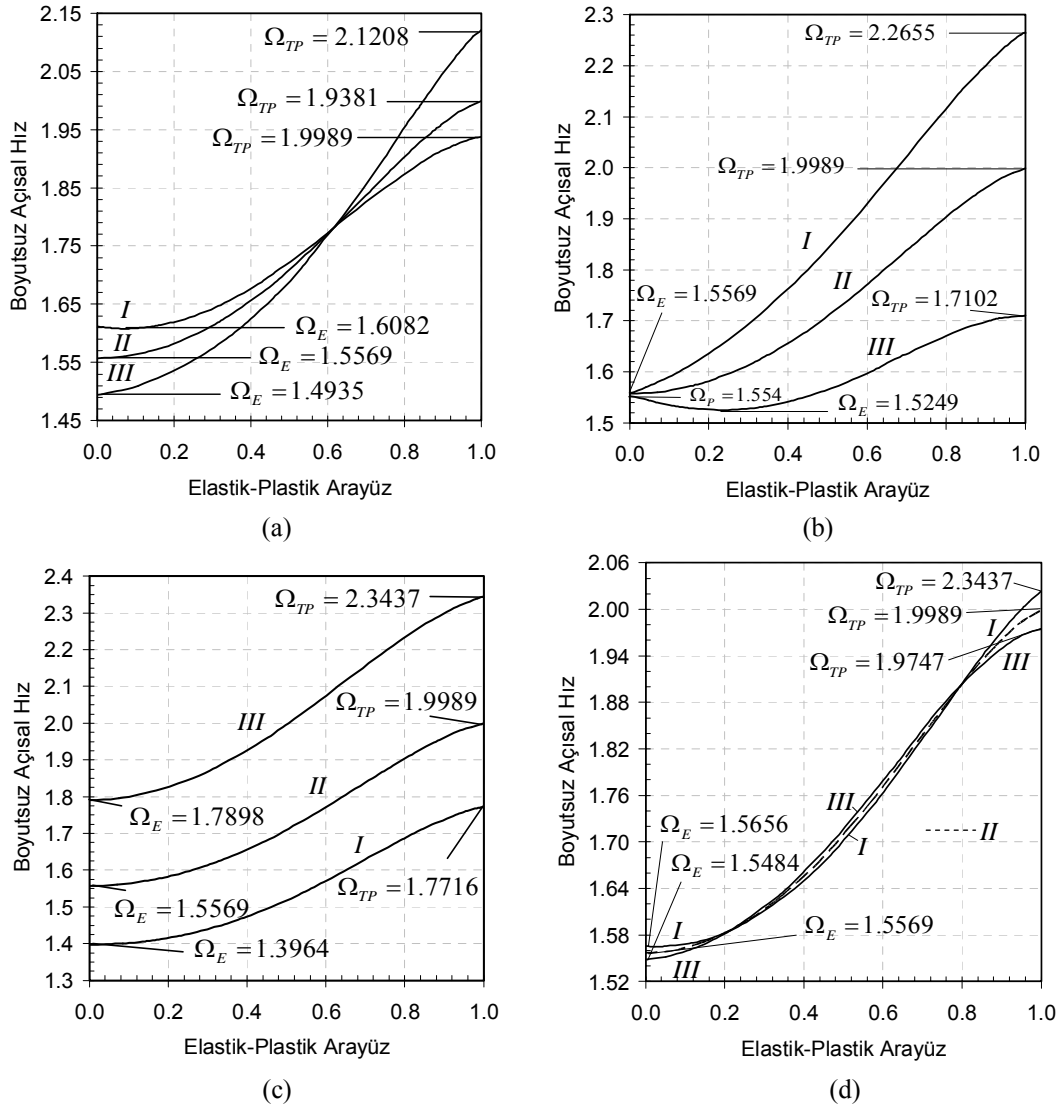 2.15
2.05
1.95
1.85
1.75
1.65
1.55
1.45
Boyutsuz Açısal Hız
Ω_TP = 2.1208
Ω_TP = 1.9381
Ω_TP = 1.9989
I
II
III
Ω_E = 1.6082
Ω_E = 1.5569
Ω_E = 1.4935
0.0 0.2 0.4 0.6 0.8 1.0
Elastik-Plastik Arayüz
(a)
2.3
2.2
2.1
2.0
1.9
1.8
1.7
1.6
1.5
Boyutsuz Açısal Hız
Ω_TP = 2.2655
Ω_TP = 1.9989
I
II
Ω_E = 1.5569
Ω_TP = 1.7102
III
Ω_P = 1.554
Ω_E = 1.5249
0.0 0.2 0.4 0.6 0.8 1.0
Elastik-Plastik Arayüz
(b)
2.4
2.3
2.2
2.1
2.0
1.9
1.8
1.7
1.6
1.5
1.4
1.3
Boyutsuz Açısal Hız
Ω_TP = 2.3437
III
Ω_TP = 1.9989
II
Ω_E = 1.7898
I
Ω_TP = 1.7716
Ω_E = 1.5569
Ω_E = 1.3964
0.0 0.2 0.4 0.6 0.8 1.0
Elastik-Plastik Arayüz
(c)
2.06
2.00
1.94
1.88
1.82
1.76
1.70
1.64
1.58
1.52
Boyutsuz Açısal Hız
Ω_TP = 2.3437
Ω_TP = 1.9989
I
Ω_TP = 1.9747
III
III
Ω_E = 1.5656
I
II
Ω_E = 1.5484
I
Ω_E = 1.5569
III
0.0 0.2 0.4 0.6 0.8 1.0
Elastik-Plastik Arayüz
(d)